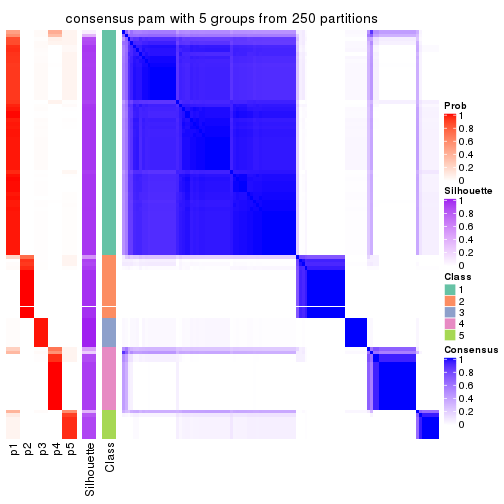 consensus pam with 5 groups from 250 partitions
Prob
1
0.8
0.6
0.4
0.2
0
Silhouette
1
0.8
0.6
0.4
0.2
0
Class
1
2
3
4
5
Consensus
1
0.8
0.6
0.4
0.2
0
p1
p2
p3
p4
p5
Silhouette
Class